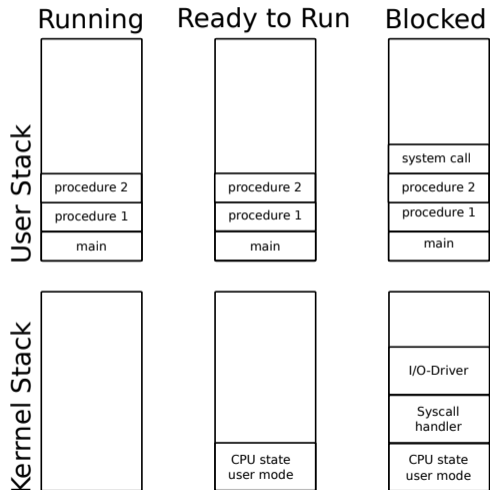 Running Ready to Run Blocked
User Stack
system call
procedure 2 procedure 2 procedure 2
procedure 1 procedure 1 procedure 1
main main main
Kerrnel Stack
I/O-Driver
Syscall
handler
CPU state CPU state
user mode user mode